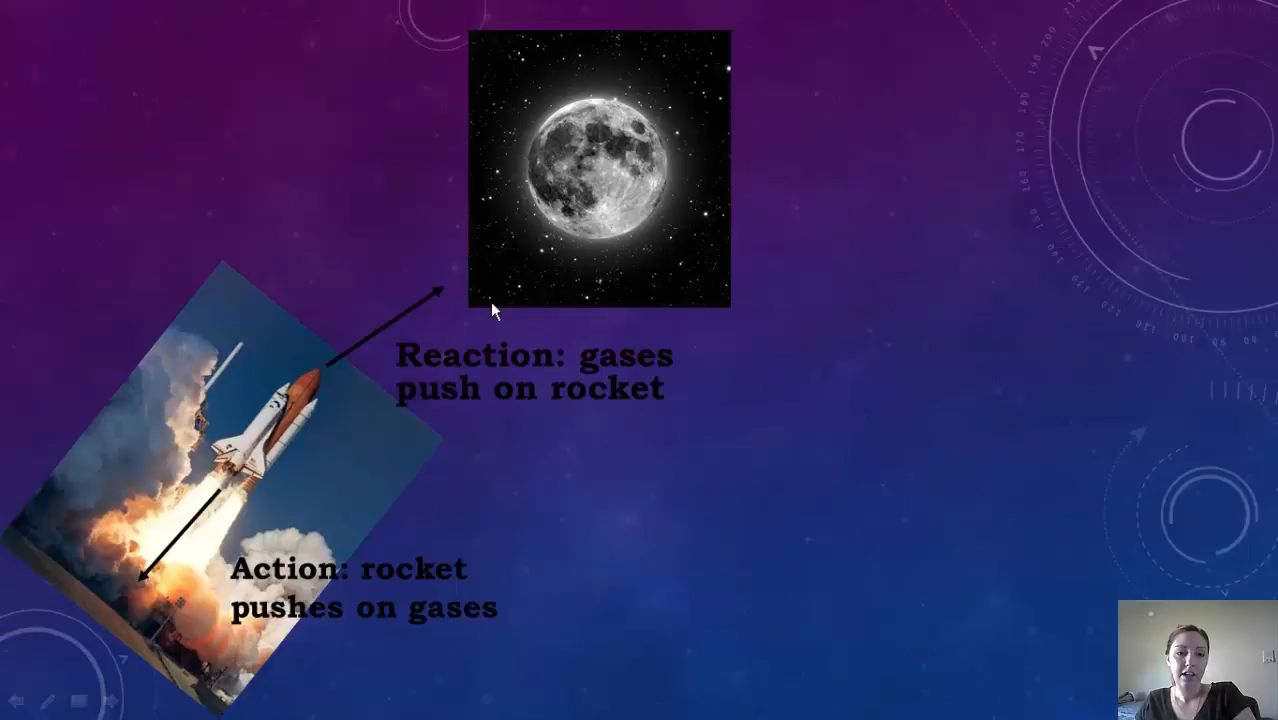 Reaction: gases
push on rocket
Action: rocket
pushes on gases